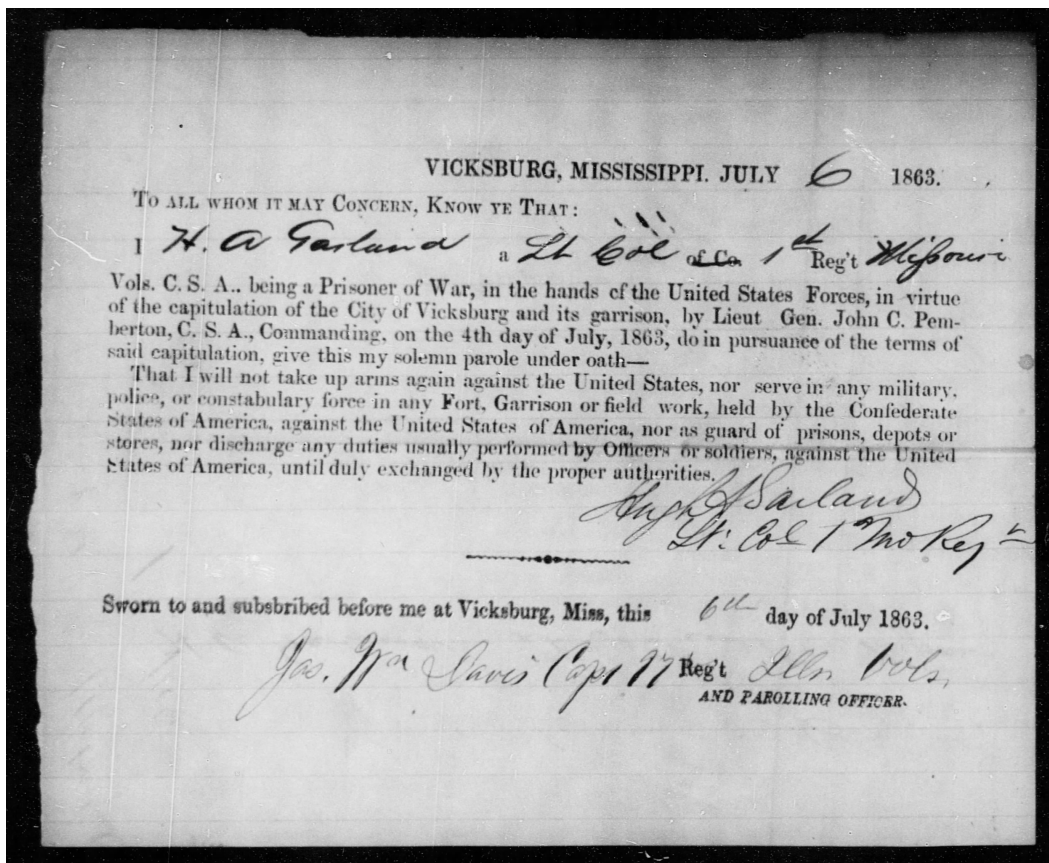 VICKSBURG, MISSISSIPPI. JULY 6 1863.
TO ALL WHOM IT MAY CONCERN, KNOW YE THAT:
I H. A Garland a Lt Col of Co. 1st Reg't Missouri
Vols. C. S. A.. being a Prisoner of War, in the hands of the United States Forces, in virtue
of the capitulation of the City of Vicksburg and its garrison, by Lieut Gen. John C. Pem-
berton, C. S. A., Commanding, on the 4th day of July, 1863, do in pursuance of the terms of
said capitulation, give this my solemn parole under oath—
That I will not take up arms again against the United States, nor serve in any military,
police, or constabulary force in any Fort, Garrison or field work, held by the Confederate
States of America, against the United States of America, nor as guard of prisons, depots or
stores, nor discharge any duties usually performed by Officers or soldiers, against the United
States of America, until duly exchanged by the proper authorities.
Hugh A Garland
Lt: Col 1 Mo Regt
Sworn to and subsbribed before me at Vicksburg, Miss, this 6th day of July 1863.
Jas. Wm Davis Capt 77 Reg't Ills. Vols.
AND PAROLLING OFFICER.